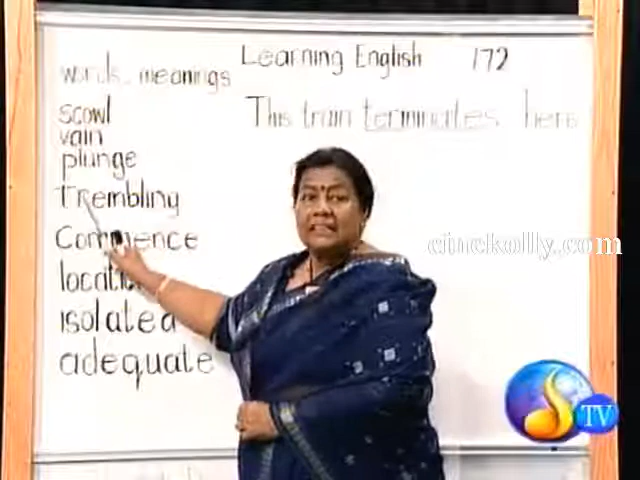 Learning English 172
words - meanings
This train terminates here
scowl
vain
plunge
Trembling
Commence
location
isolated
adequate
cinekolly.com
TV